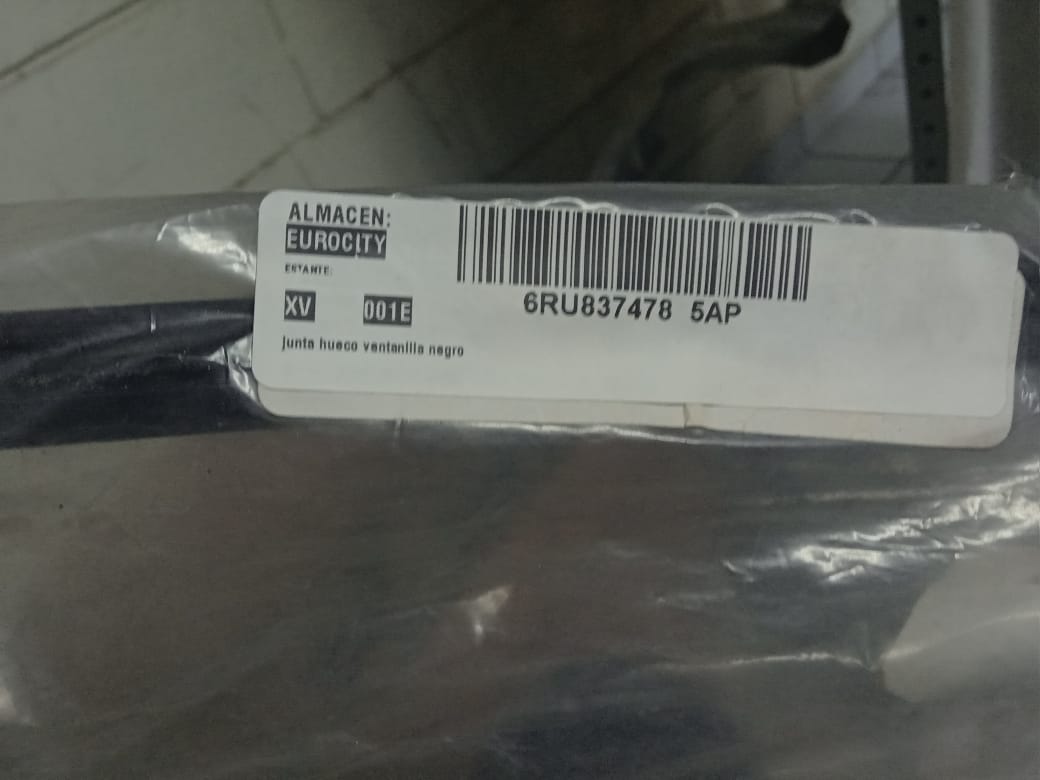 ALMACEN:
EUROCITY
ESTANTE:
XV 001E
6RU837478 5AP
junta hueco ventanilla negro